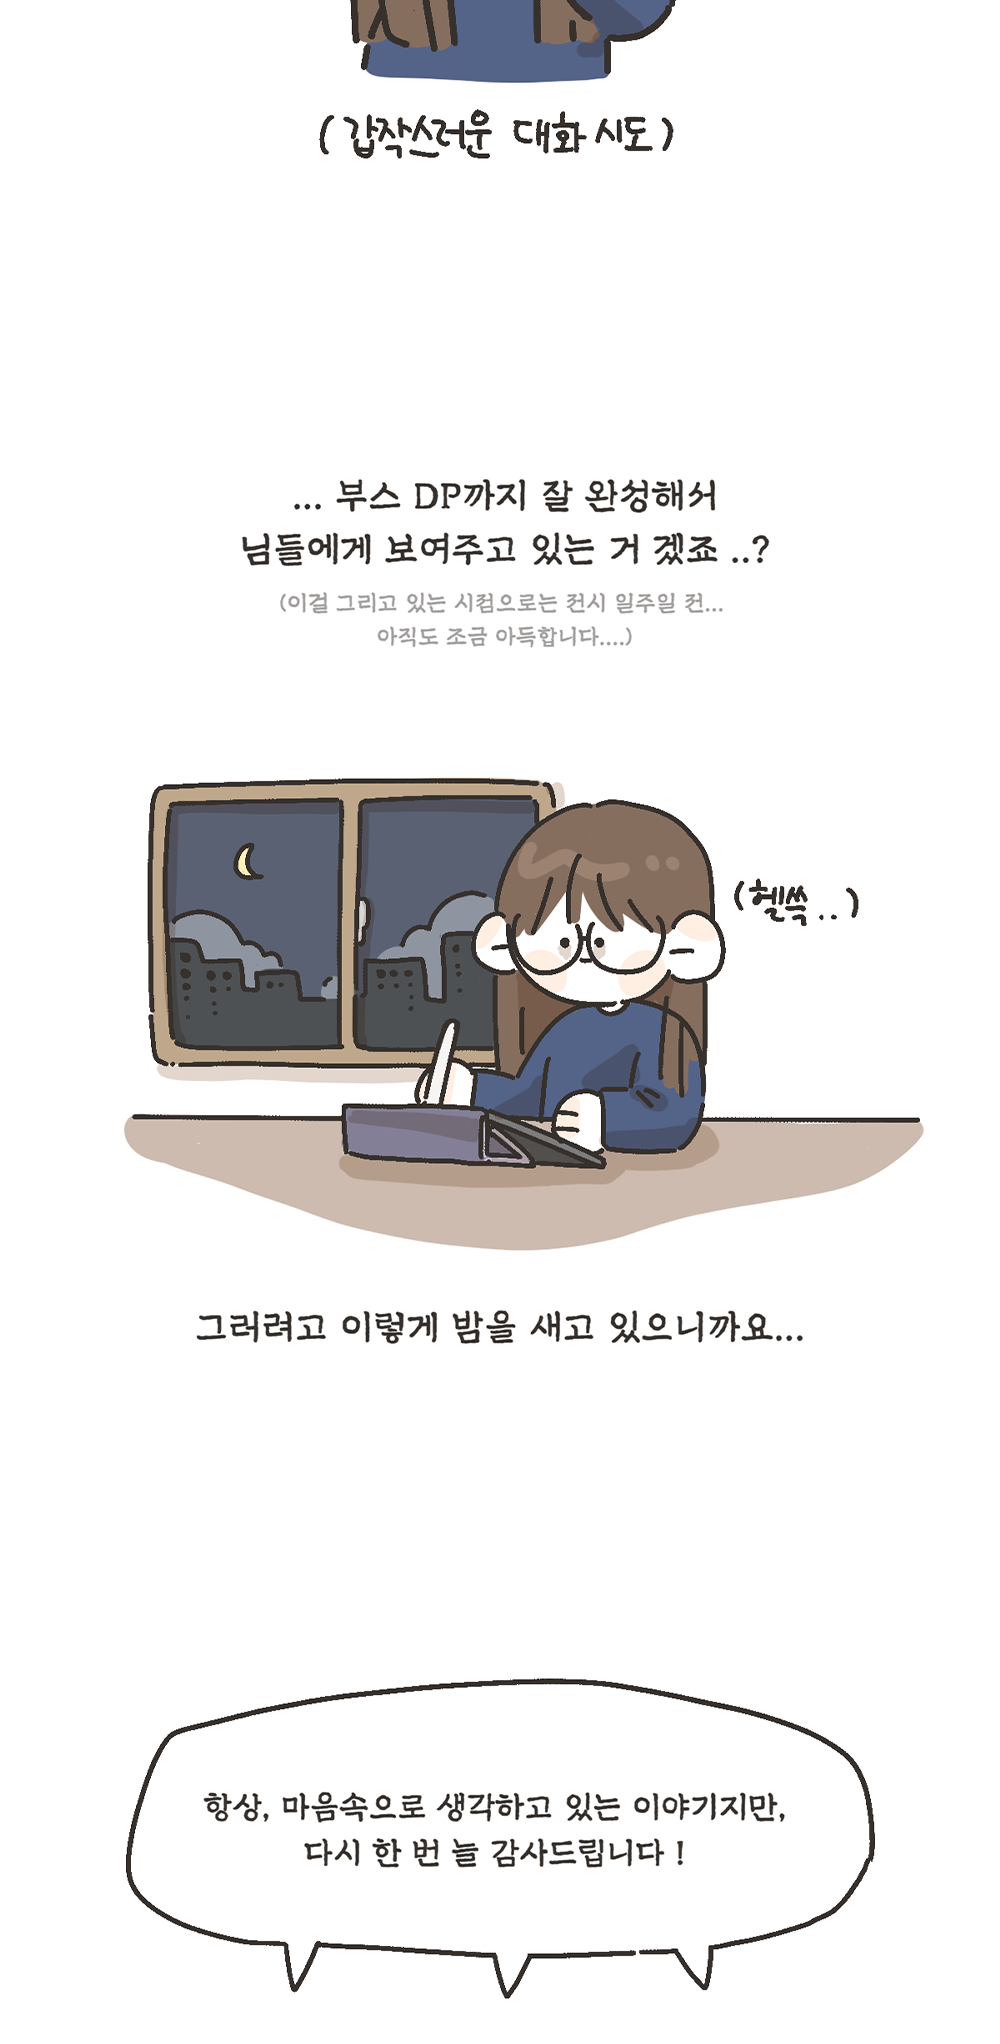 (갑작스러운 대화 시도)
... 부스 DP까지 잘 완성해서
님들에게 보여주고 있는 거 겠죠 ..?
(이걸 그리고 있는 시점으로는 전시 일주일 전...
아직도 조금 아득합니다....)
(헬쓱..)
그러려고 이렇게 밤을 새고 있으니까요...
항상, 마음속으로 생각하고 있는 이야기지만,
다시 한 번 늘 감사드립니다 !